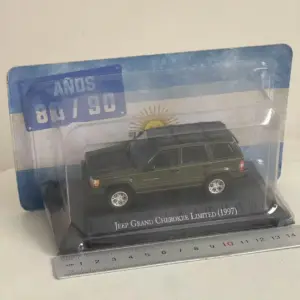 AÑOS
80/90
JEEP GRAND CHEROKEE LIMITED (1997)
1 2 3 4 5 6 7 8 9 10 11 12 13 14